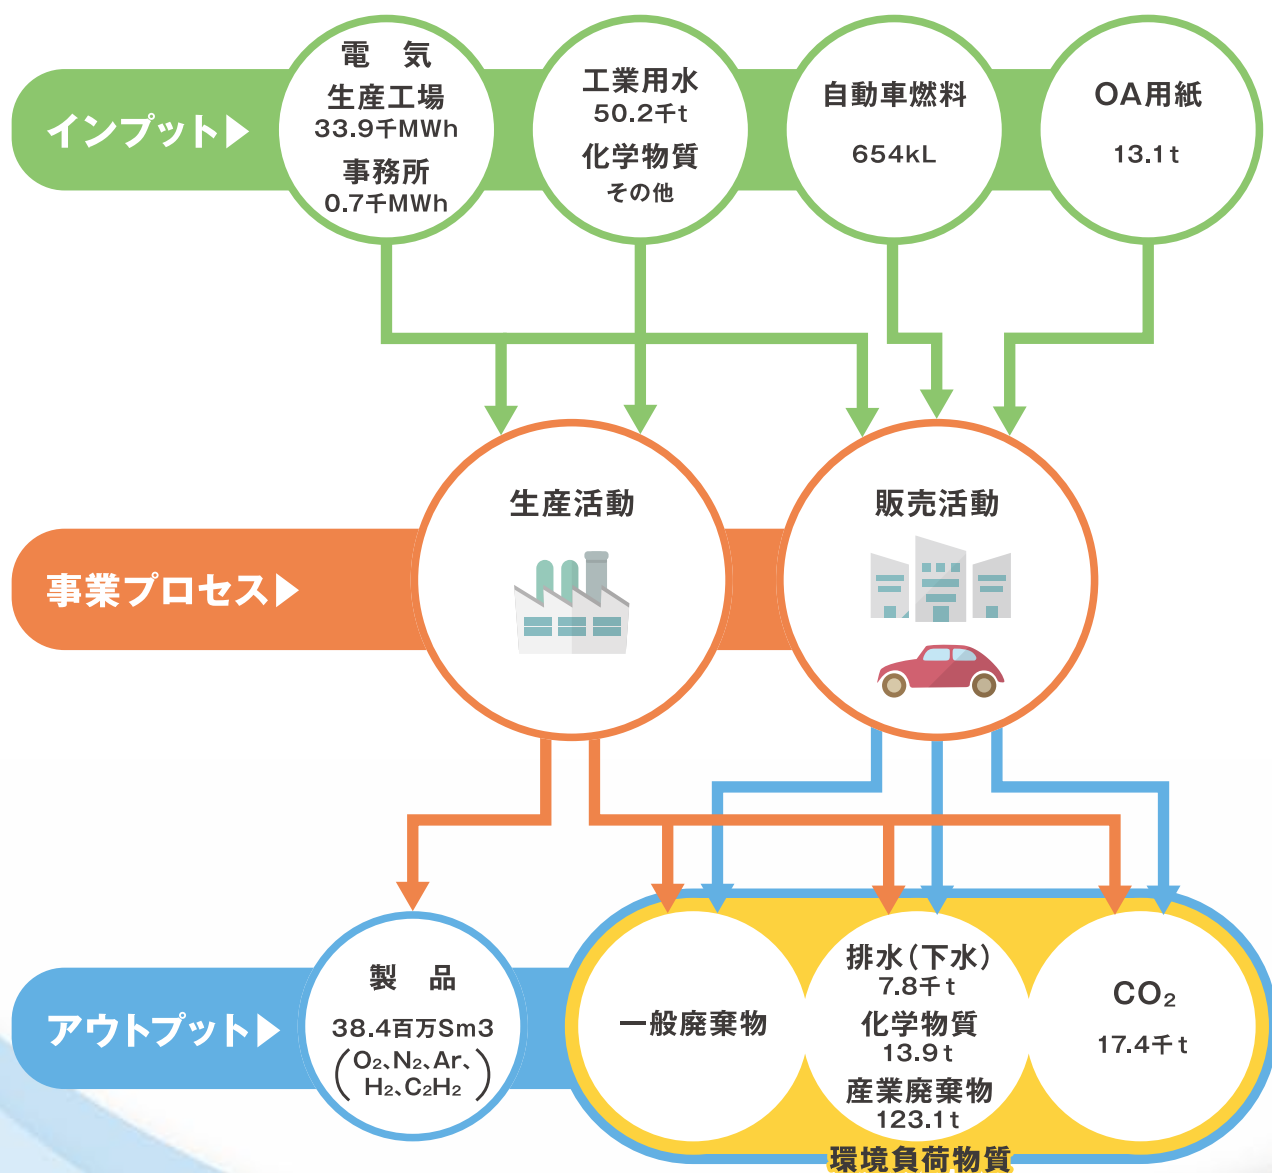 インプット▶
電　気
生産工場
33.9千MWh
事務所
0.7千MWh
工業用水
50.2千t
化学物質
その他
自動車燃料
654kL
OA用紙
13.1t
事業プロセス▶
生産活動
販売活動
アウトプット▶
製　品
38.4百万Sm3
(O₂、N₂、Ar、
H₂、C₂H₂)
一般廃棄物
排水(下水)
7.8千t
化学物質
13.9t
産業廃棄物
123.1t
CO₂
17.4千t
環境負荷物質